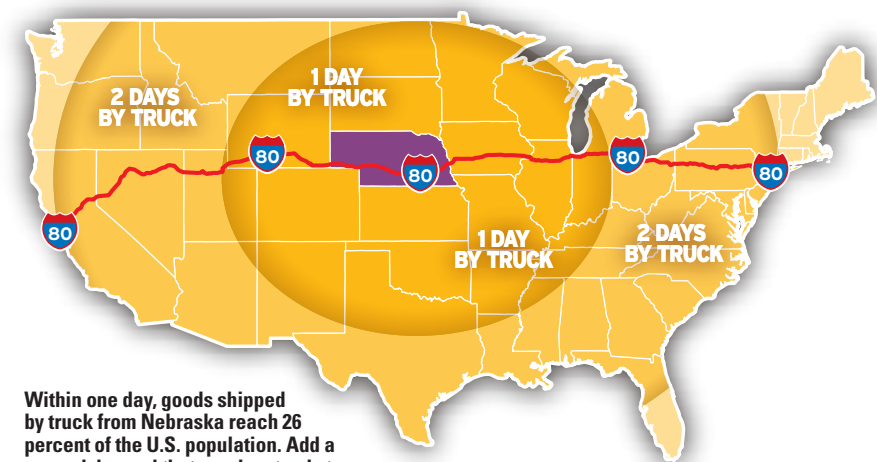 1 DAY
BY TRUCK
2 DAYS
BY TRUCK
80
80
80
80
80
1 DAY
BY TRUCK
2 DAYS
BY TRUCK
Within one day, goods shipped
by truck from Nebraska reach 26
percent of the U.S. population. Add a